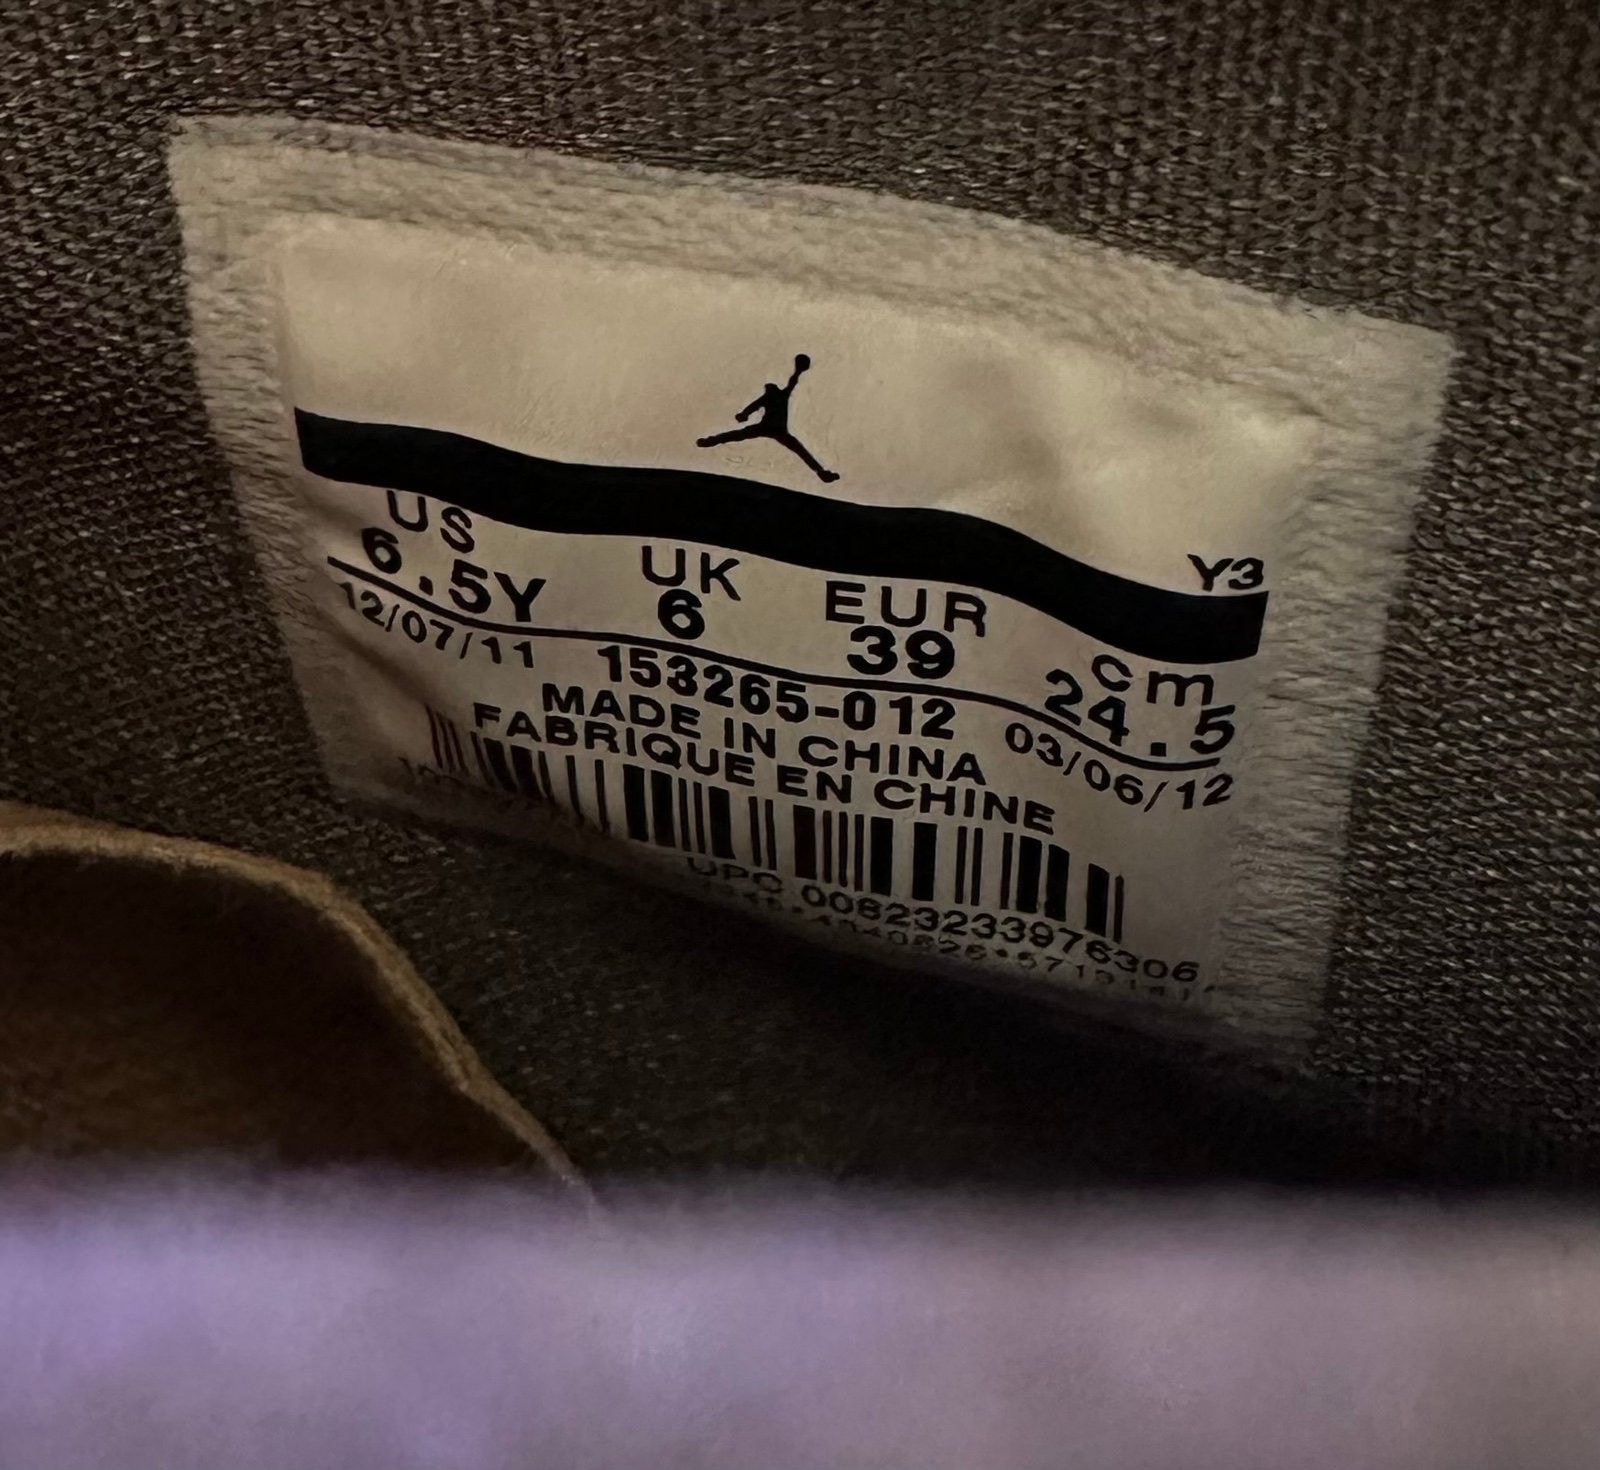 Y3
US UK EUR cm
6.5Y 6 39 24.5
12/07/11 153265-012 03/06/12
MADE IN CHINA
FABRIQUE EN CHINE
UPC 00823233976306